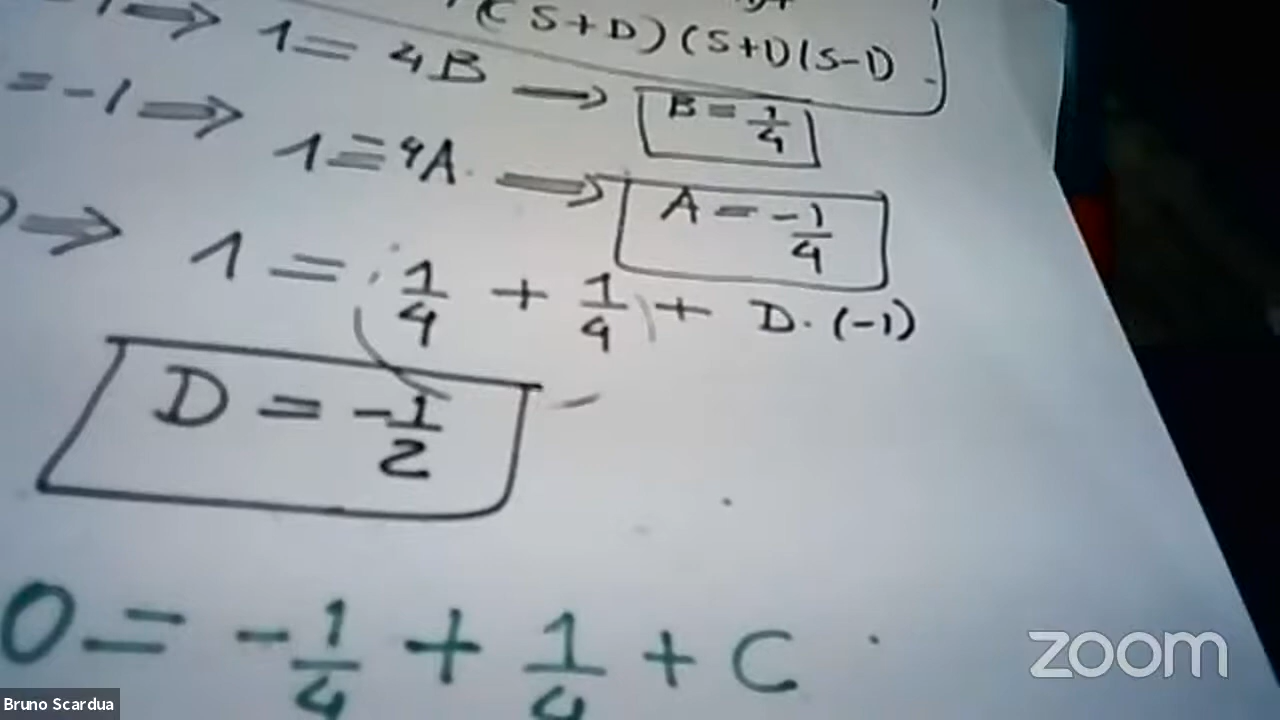 (CS+D)(S+1)(S-1)
⇒ 1 = 4B → B = 1/4
= -1 ⇒ 1 = 4A → A = -1/4
⇒ 1 = 1/4 + 1/4 + D. (-1)
D = -1/2
0 = -1/4 + 1/4 + C
zoom
Bruno Scardua